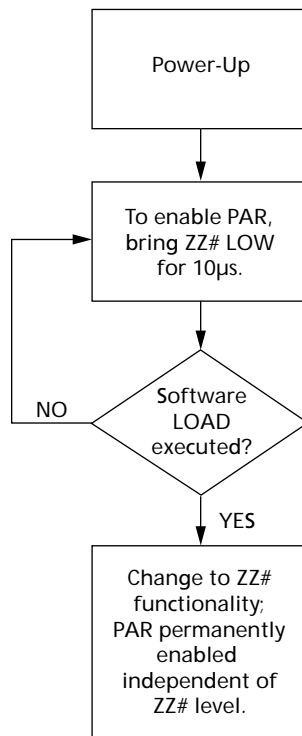 Power-Up
To enable PAR,
bring ZZ# LOW
for 10µs.
Software
LOAD
executed?
NO
YES
Change to ZZ#
functionality;
PAR permanently
enabled
independent of
ZZ# level.